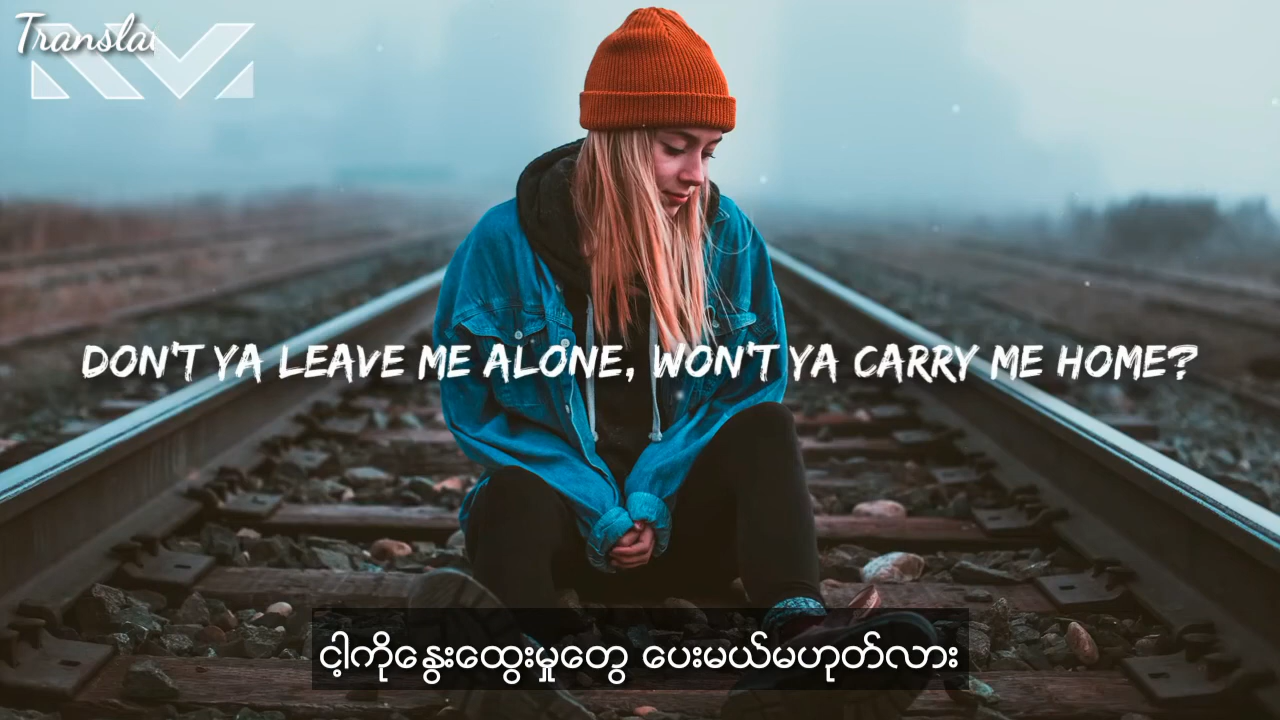 DON'T YA LEAVE ME ALONE, WON'T YA CARRY ME HOME?
ငါ့ကိုနွေးထွေးမှုတွေ ပေးမယ်မဟုတ်လား